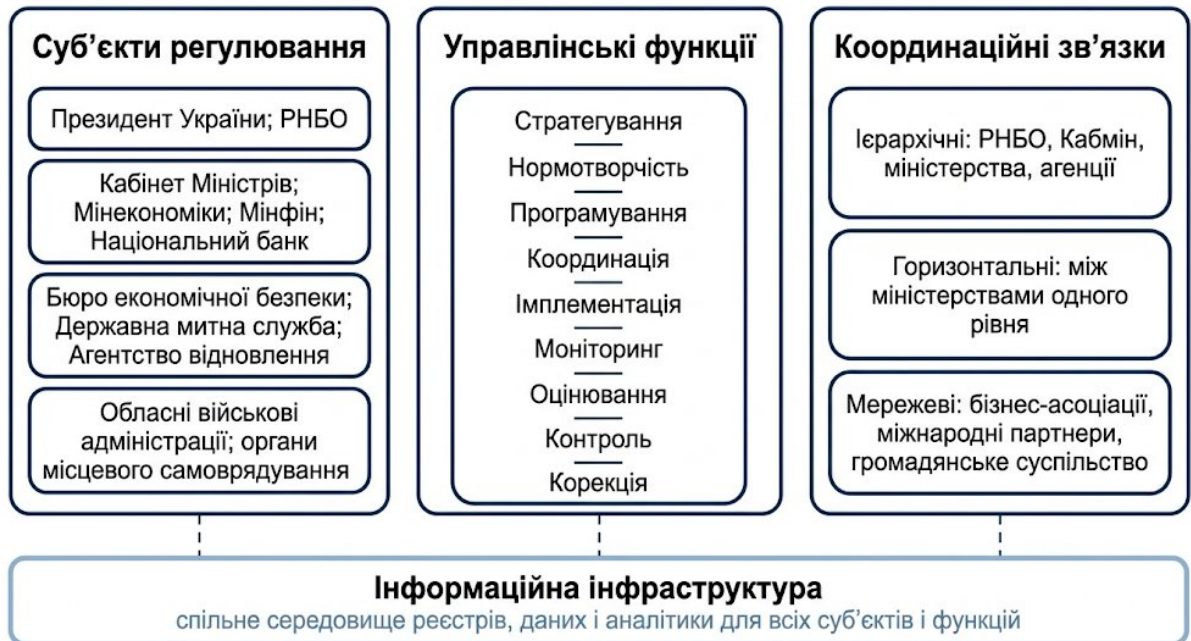 Суб’єкти регулювання
Президент України; РНБО
Кабінет Міністрів;
Мінекономіки; Мінфін;
Національний банк
Бюро економічної безпеки;
Державна митна служба;
Агентство відновлення
Обласні військові
адміністрації; органи
місцевого самоврядування
Управлінські функції
Стратегування
Нормотворчість
Програмування
Координація
Імплементація
Моніторинг
Оцінювання
Контроль
Корекція
Координаційні зв’язки
Ієрархічні: РНБО, Кабмін,
міністерства, агенції
Горизонтальні: між
міністерствами одного
рівня
Мережеві: бізнес-асоціації,
міжнародні партнери,
громадянське суспільство
Інформаційна інфраструктура
спільне середовище реєстрів, даних і аналітики для всіх суб’єктів і функцій